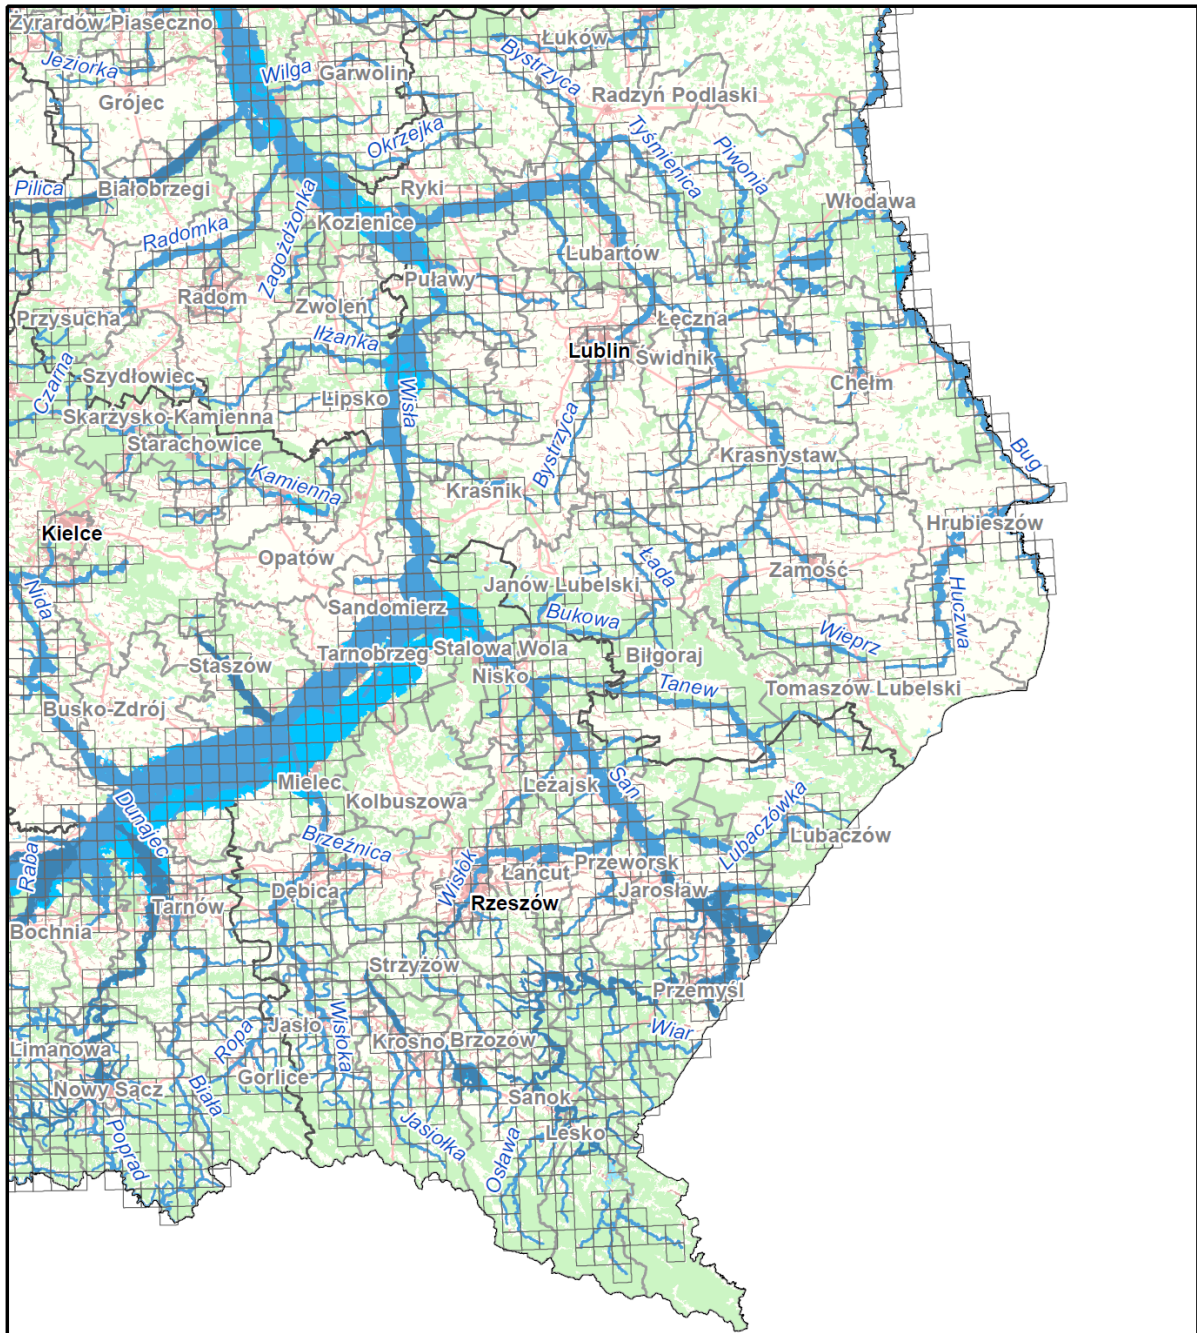 Żyrardów Piaseczno
Łuków
Bystrzyca
Jeziorka
Wilga
Garwolin
Grójec
Radzyń Podlaski
Okrzejka
Tyśmienica
Piwonia
Pilica
Białobrzegi
Ryki
Włodawa
Radomka
Zagożdżonka
Kozienice
Lubartów
Puławy
Radom
Zwoleń
Przysucha
Łęczna
Iłżanka
Lublin
Świdnik
Czarna
Szydłowiec
Chełm
Lipsko
Wisła
Skarżysko-Kamienna
Starachowice
Bystrzyca
Krasnystaw
Bug
Kamienna
Kraśnik
Kielce
Hrubieszów
Opatów
Łada
Zamość
Nida
Janów Lubelski
Huczwa
Sandomierz
Bukowa
Wieprz
Staszów
Tarnobrzeg
Stalowa Wola
Biłgoraj
Nisko
Tanew
Tomaszów Lubelski
Busko-Zdrój
Mielec
Leżajsk
San
Kolbuszowa
Dunajec
Lubaczówka
Lubaczów
Brzeźnica
Raba
Wisłok
Łańcut
Przeworsk
Dębica
Jarosław
Tarnów
Rzeszów
Bochnia
Strzyżów
Przemyśl
Wisłoka
Jasło
Wiar
Ropa
Krosno
Brzozów
Limanowa
Gorlice
Nowy Sącz
Biała
Sanok
Jasiołka
Lesko
Poprad
Osława